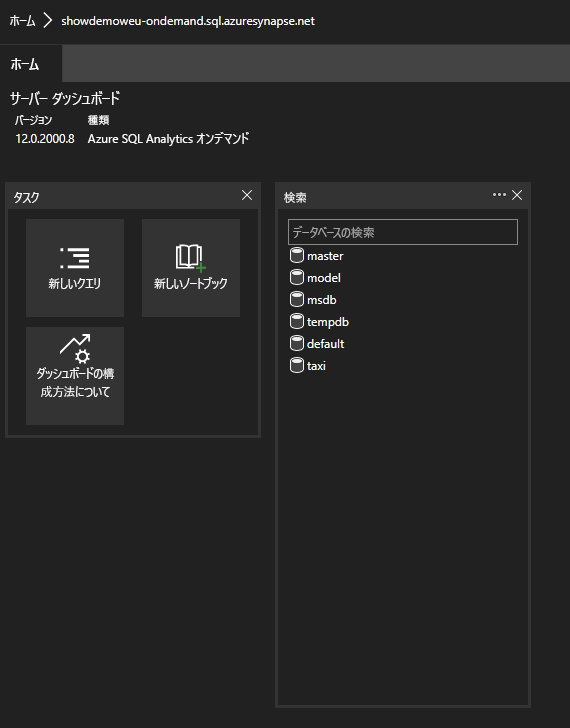 ホーム showdemoweu-ondemand.sql.azuresynapse.net
ホーム
サーバー ダッシュボード
バージョン 種類
12.0.2000.8 Azure SQL Analytics オンデマンド
タスク
新しいクエリ
新しいノートブック
ダッシュボードの構
成方法について
検索
データベースの検索
master
model
msdb
tempdb
default
taxi